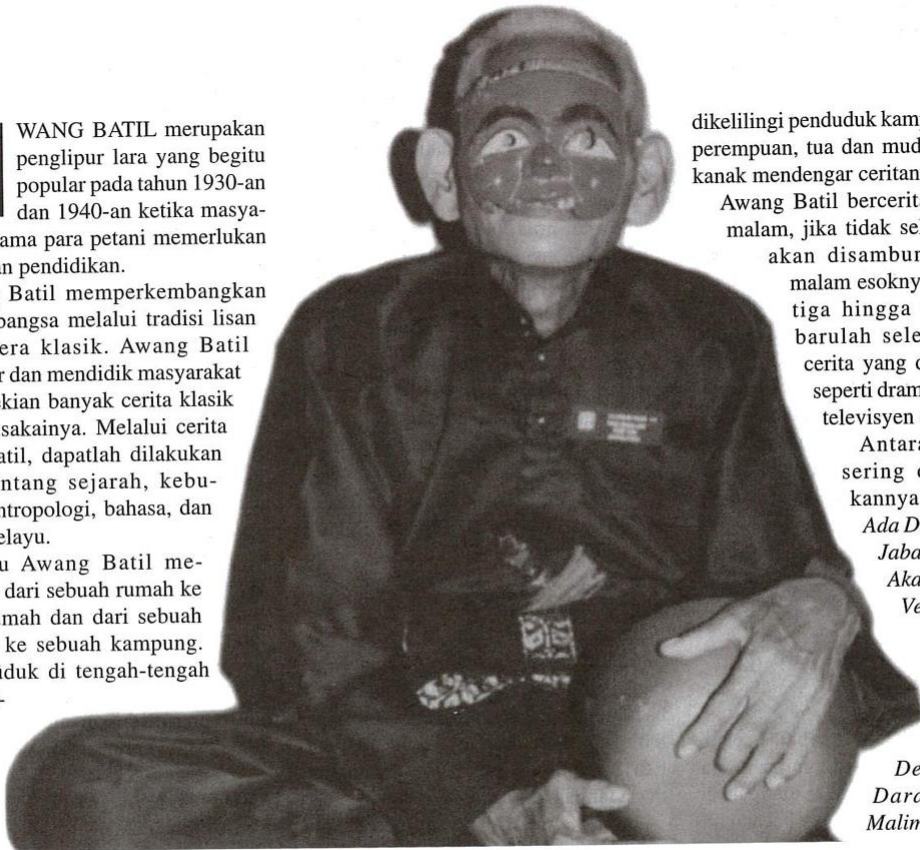 WANG BATIL merupakan
penglipur lara yang begitu
popular pada tahun 1930-an
dan 1940-an ketika masya-
ama para petani memerlukan
n pendidikan.
Batil memperkembangkan
bangsa melalui tradisi lisan
era klasik. Awang Batil
r dan mendidik masyarakat
kian banyak cerita klasik
sakainya. Melalui cerita
atil, dapatlah dilakukan
ntang sejarah, kebu-
ntropologi, bahasa, dan
elayu.
u Awang Batil me-
dari sebuah rumah ke
mah dan dari sebuah
ke sebuah kampung.
duk di tengah-tengah
dikelilingi penduduk kam
perempuan, tua dan mud
kanak mendengar ceritan
Awang Batil bercerit
malam, jika tidak se
akan disambun
malam esokny
tiga hingga
barulah sele
cerita yang
seperti dram
televisyen
Antara
sering
kannya
Ada D
Jaba
Aka
Ve
De
Dara
Malim